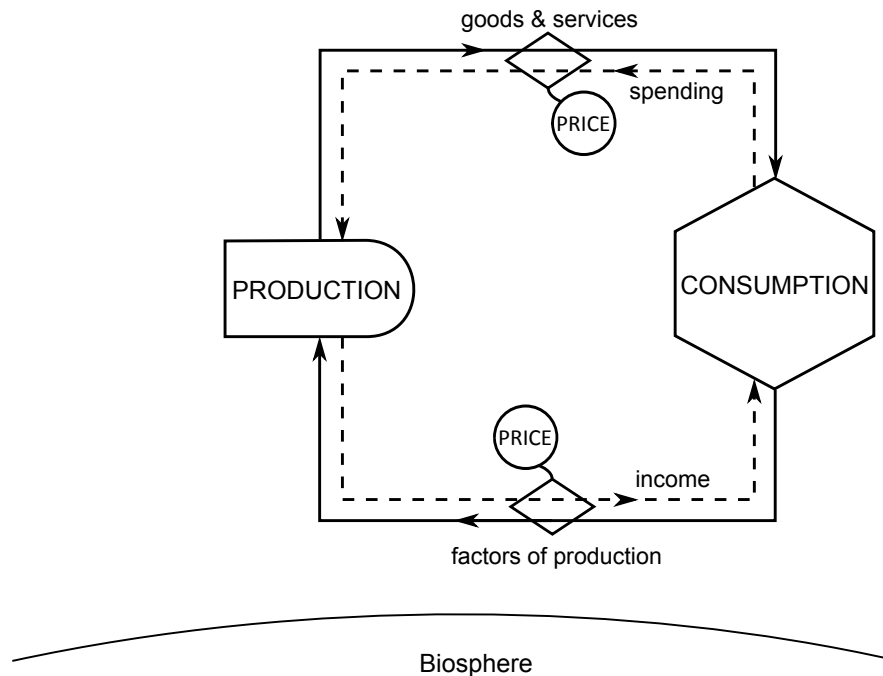 goods & services
spending
PRICE
PRODUCTION
CONSUMPTION
PRICE
income
factors of production
Biosphere